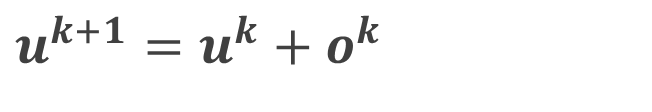 u^{k+1} = u^k + o^k